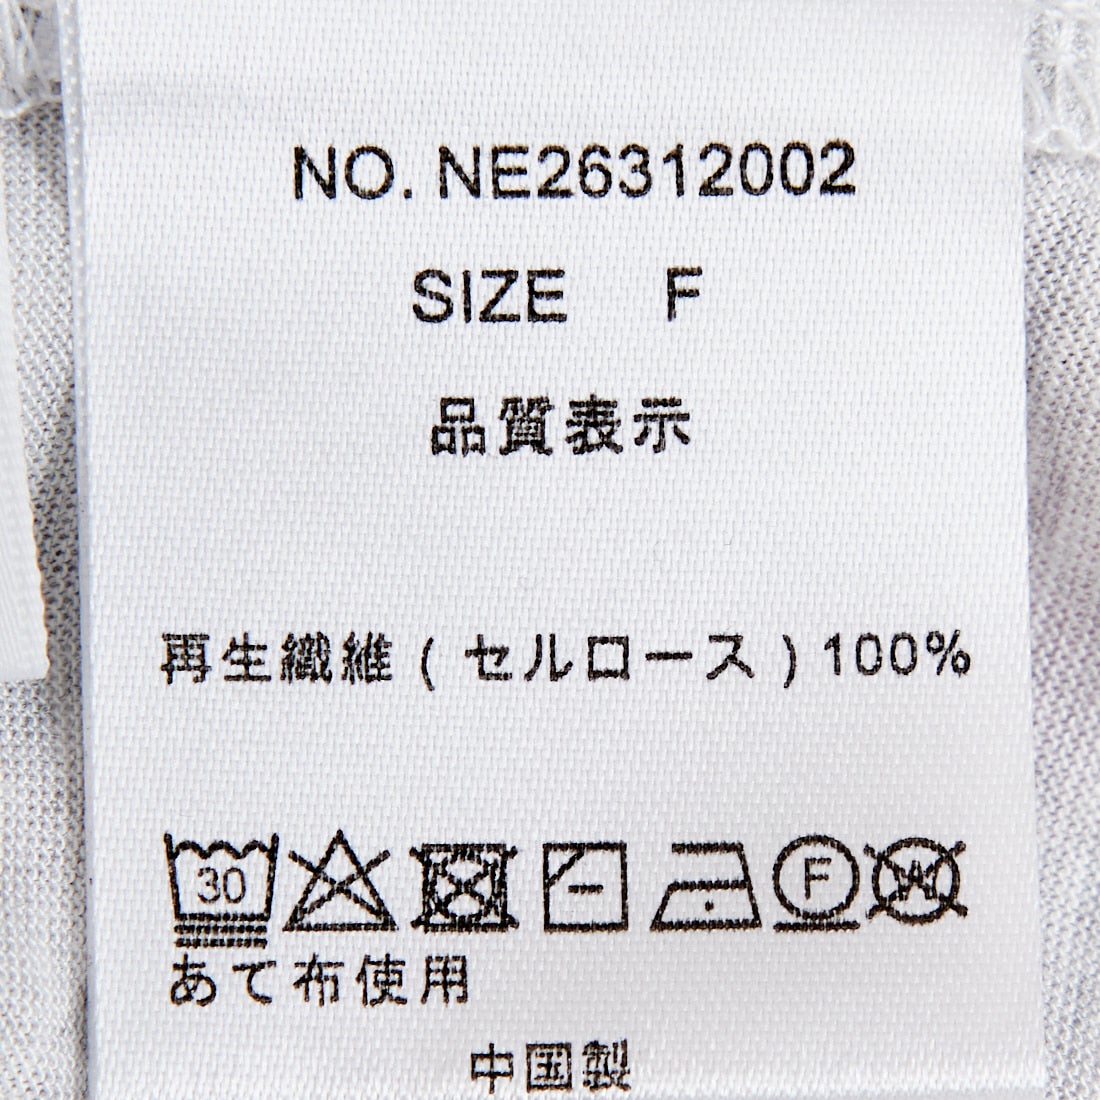 NO. NE26312002
SIZE F
品質表示
再生繊維(セルロース)100%
30 F W
あて布使用
中国製